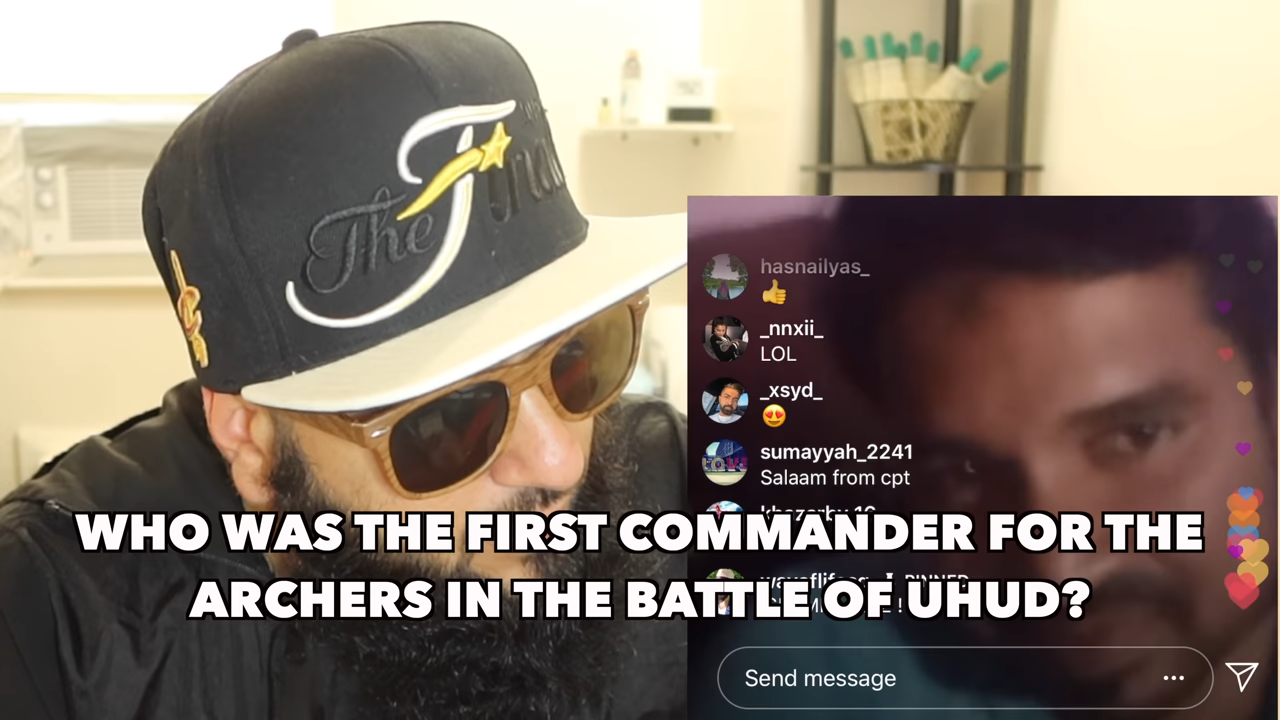 The
hasnailyas_
_nnxii_
LOL
_xsyd_
sumayyah_2241
Salaam from cpt
WHO WAS THE FIRST COMMANDER FOR THE
ARCHERS IN THE BATTLE OF UHUD?
Send message